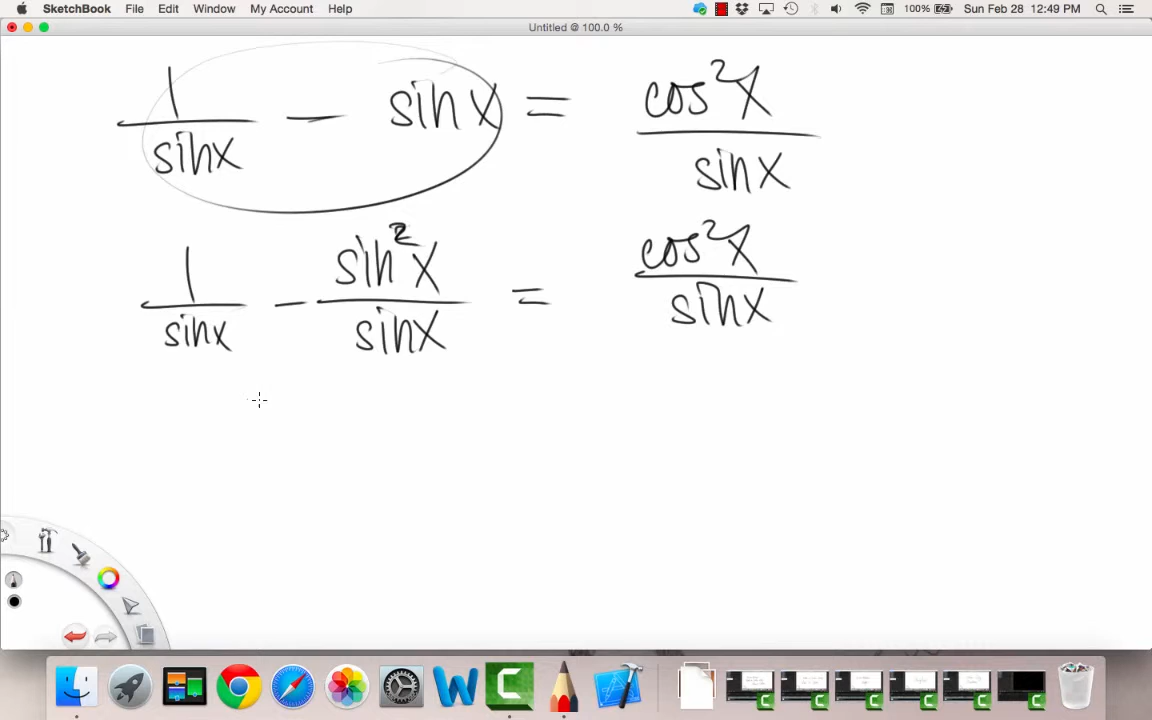 SketchBook File Edit Window My Account Help 100% Sun Feb 28 12:49 PM
Untitled @ 100.0 %
1/sinx − sinx = cos²x/sinx
1/sinx − sin²x/sinx = cos²x/sinx